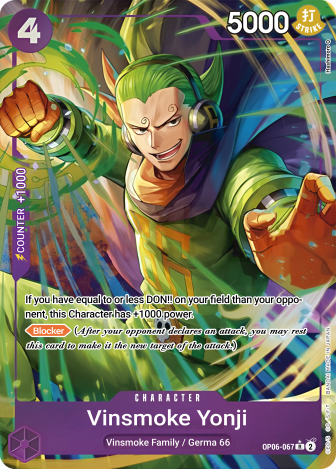 4
5000
打
STRIKE
COUNTER +1000
If you have equal to or less DON!! on your field than your oppo-
nent, this Character has +1000 power.
Blocker (After your opponent declares an attack, you may rest
this card to make it the new target of the attack.)
CHARACTER
Vinsmoke Yonji
Vinsmoke Family / Germa 66
OP06-067 R 2